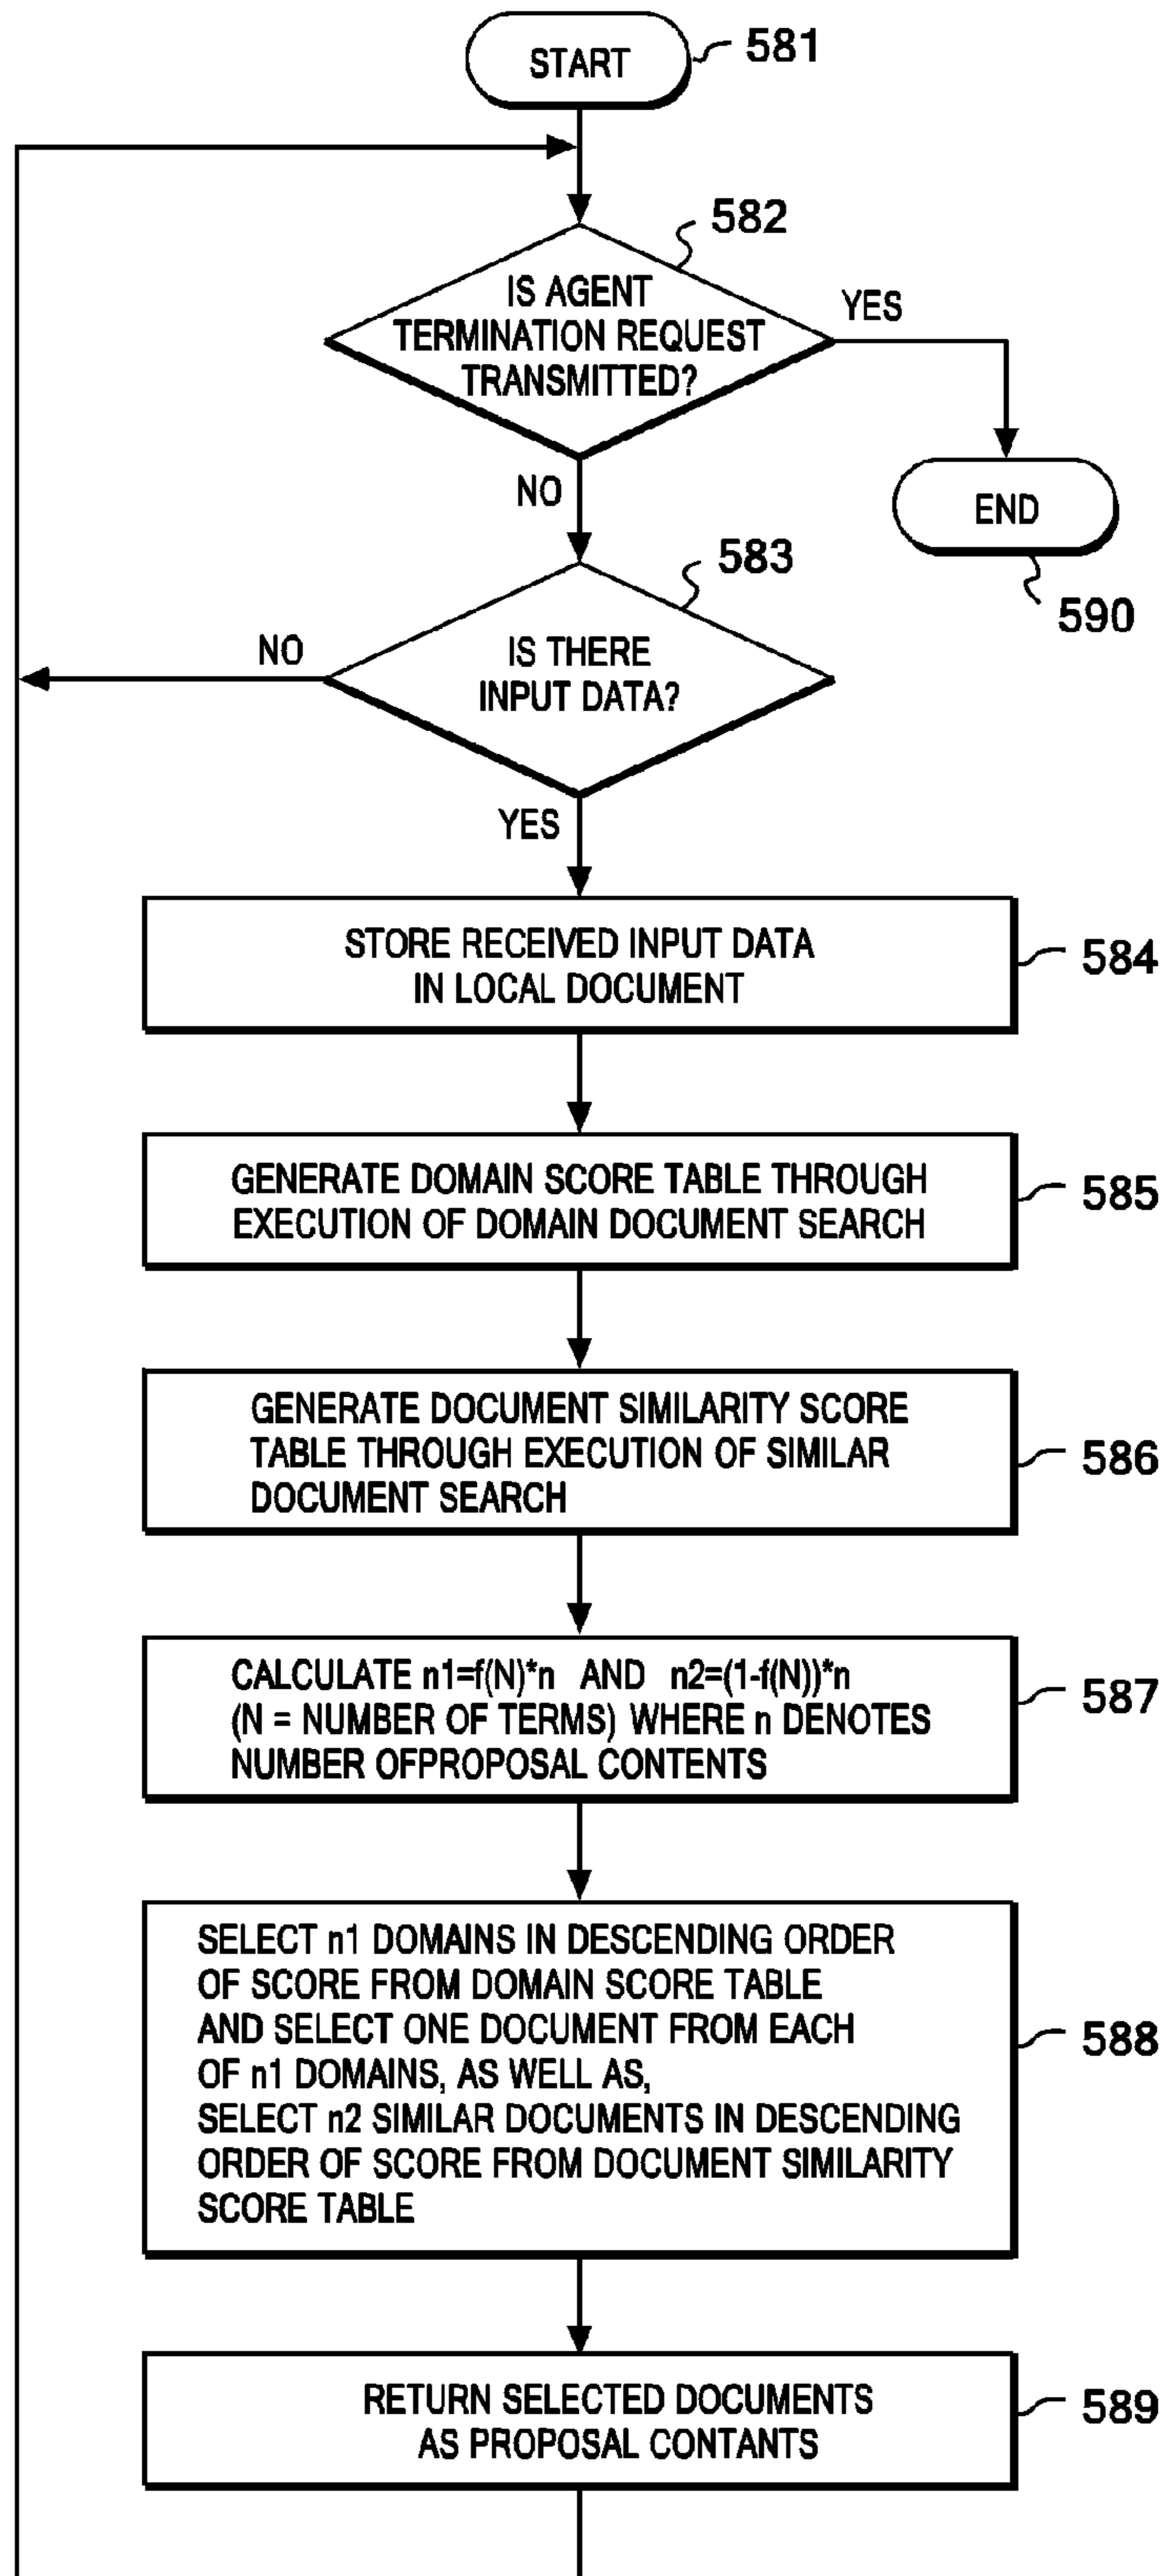 START
581
582
IS AGENT
TERMINATION REQUEST
TRANSMITTED?
YES
NO
END
590
583
IS THERE
INPUT DATA?
NO
YES
STORE RECEIVED INPUT DATA
IN LOCAL DOCUMENT
584
GENERATE DOMAIN SCORE TABLE THROUGH
EXECUTION OF DOMAIN DOCUMENT SEARCH
585
GENERATE DOCUMENT SIMILARITY SCORE
TABLE THROUGH EXECUTION OF SIMILAR
DOCUMENT SEARCH
586
CALCULATE n1=f(N)*n AND n2=(1-f(N))*n
(N = NUMBER OF TERMS) WHERE n DENOTES
NUMBER OFPROPOSAL CONTENTS
587
SELECT n1 DOMAINS IN DESCENDING ORDER
OF SCORE FROM DOMAIN SCORE TABLE
AND SELECT ONE DOCUMENT FROM EACH
OF n1 DOMAINS, AS WELL AS,
SELECT n2 SIMILAR DOCUMENTS IN DESCENDING
ORDER OF SCORE FROM DOCUMENT SIMILARITY
SCORE TABLE
588
RETURN SELECTED DOCUMENTS
AS PROPOSAL CONTANTS
589